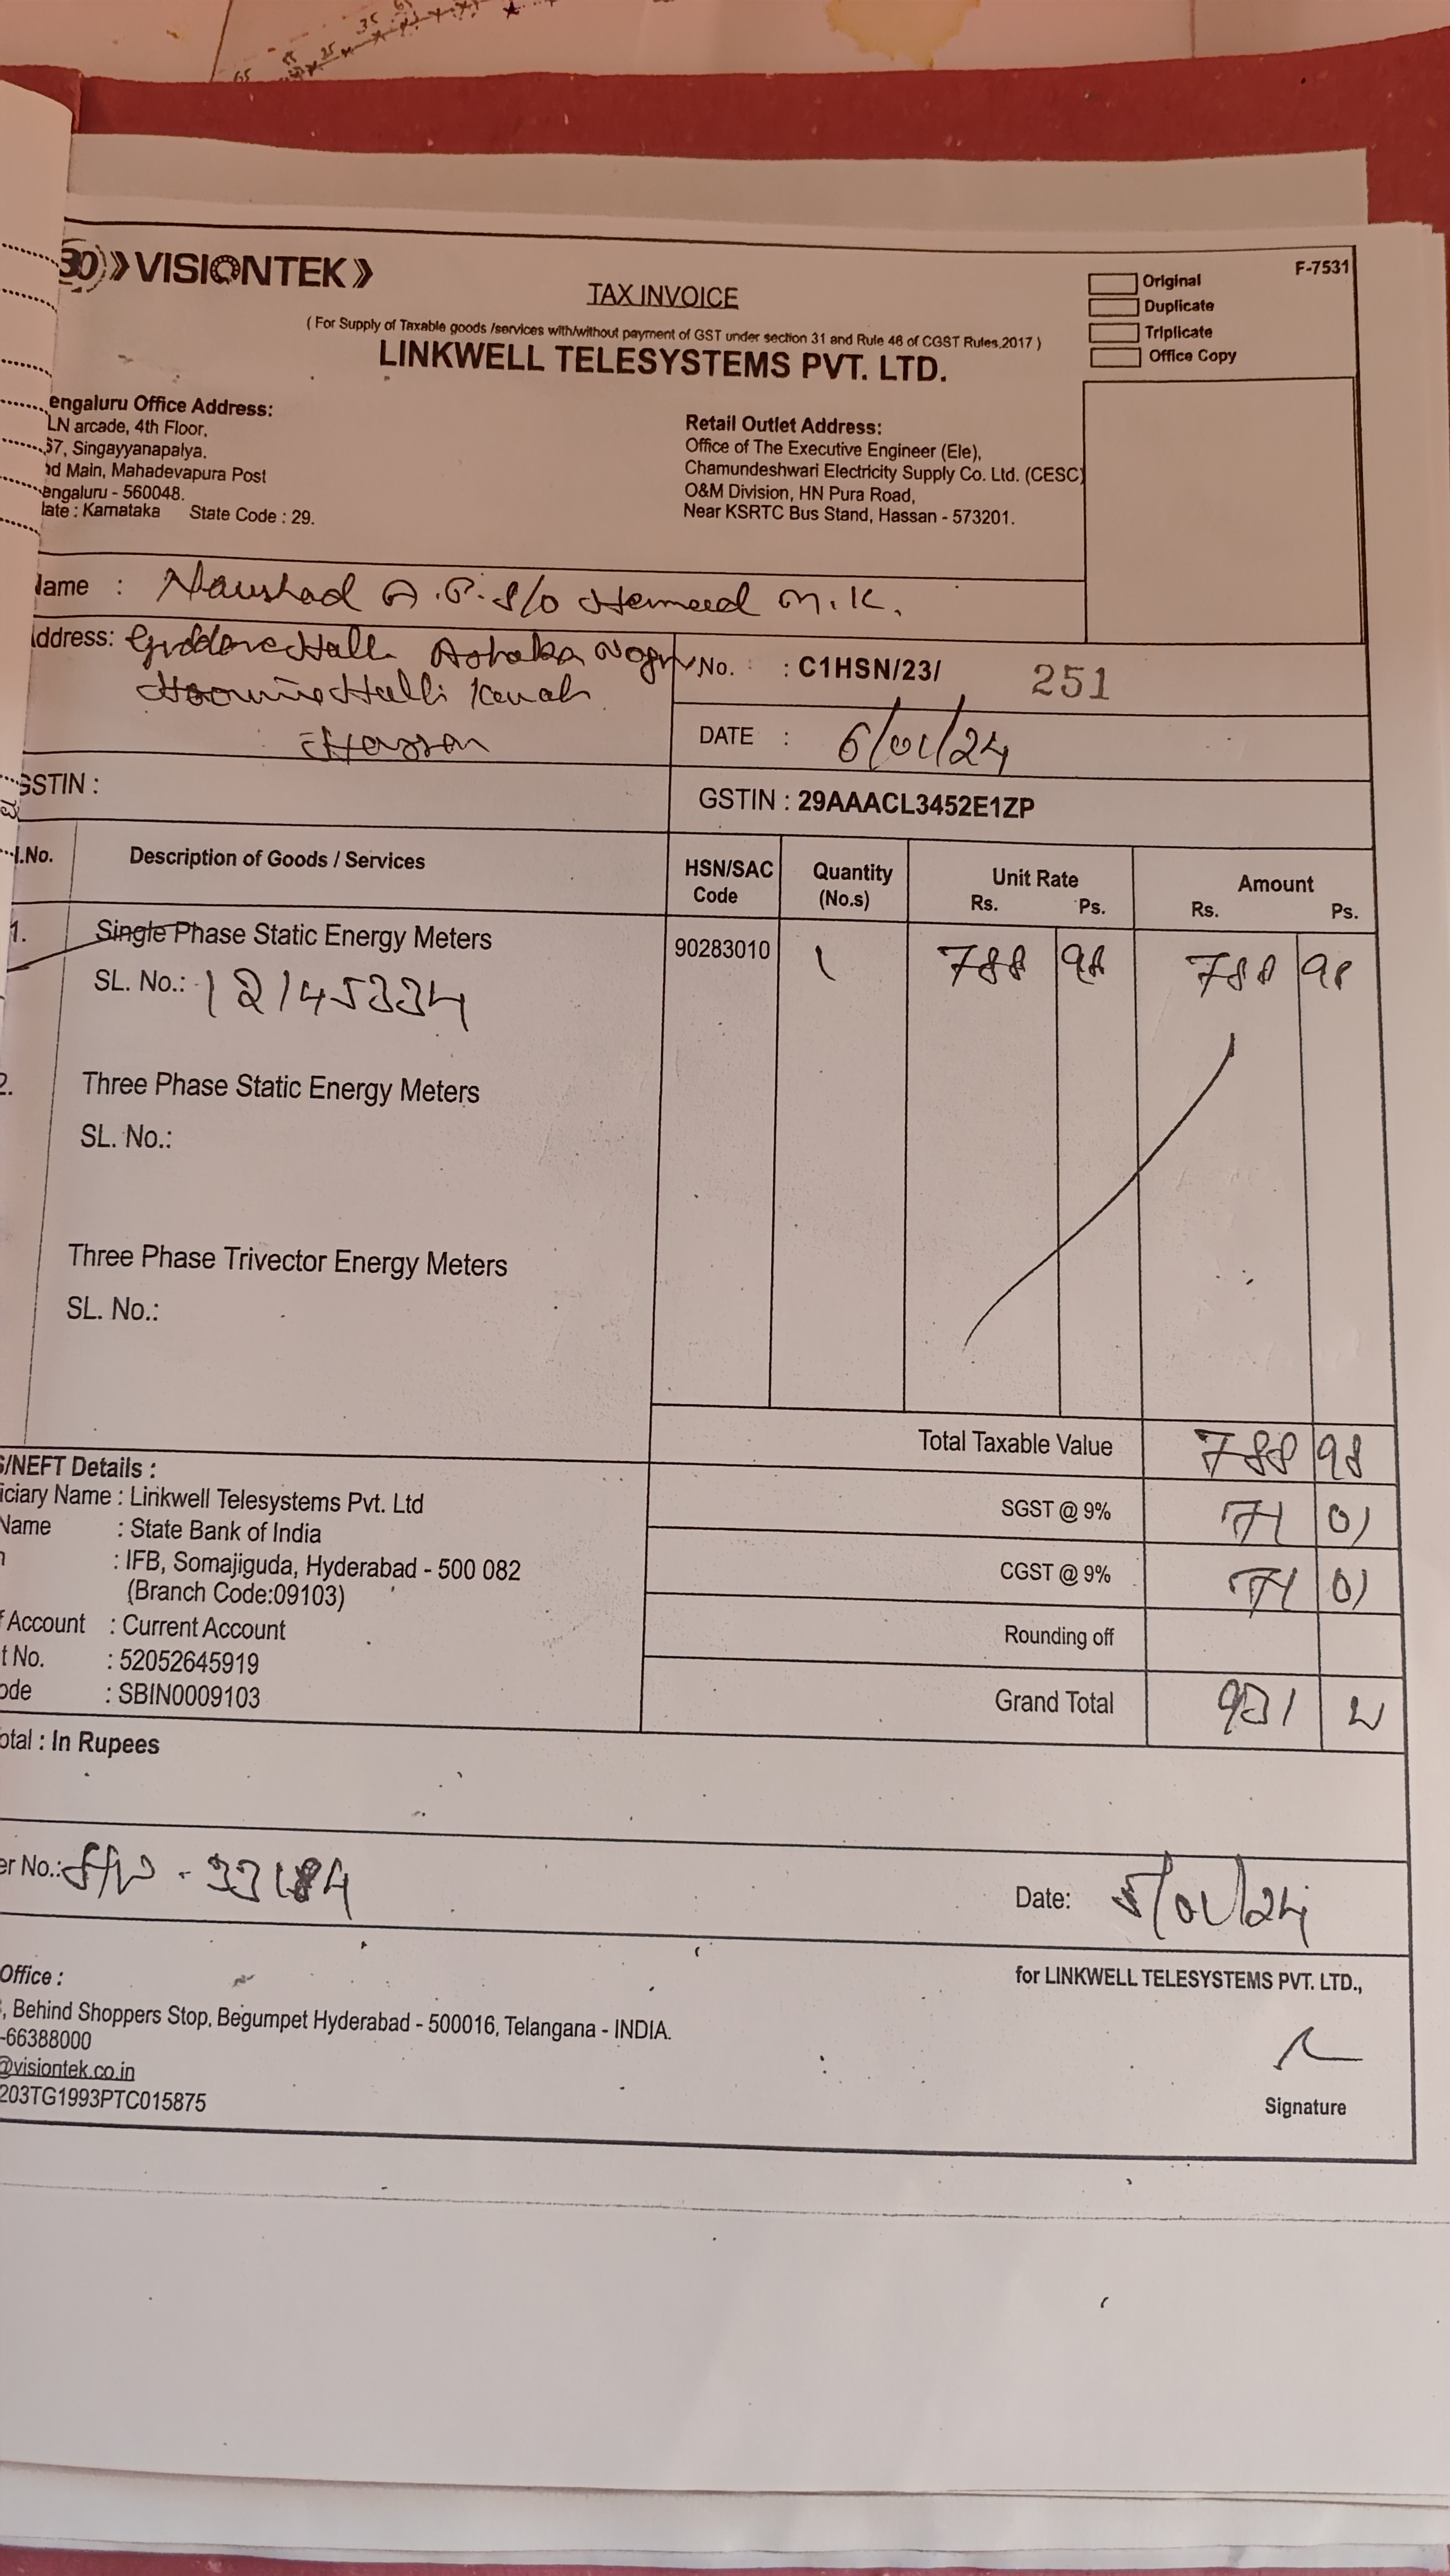 30 VISIONTEK
TAX INVOICE
F-7531
Original
Duplicate
Triplicate
Office Copy
( For Supply of Taxable goods /services with/without payment of GST under section 31 and Rule 46 of CGST Rules,2017 )
LINKWELL TELESYSTEMS PVT. LTD.
engaluru Office Address:
LN arcade, 4th Floor,
67, Singayyanapalya.
nd Main, Mahadevapura Post
engaluru - 560048.
tate : Karnataka State Code : 29.
Retail Outlet Address:
Office of The Executive Engineer (Ele),
Chamundeshwari Electricity Supply Co. Ltd. (CESC)
O&M Division, HN Pura Road,
Near KSRTC Bus Stand, Hassan - 573201.
Name : Naushad A.P. S/o Hameed M.K.
Address:
Hassan
No. : C1HSN/23/ 251
DATE : 6/01/24
GSTIN :
GSTIN : 29AAACL3452E1ZP
l.No. Description of Goods / Services HSN/SAC Code Quantity (No.s) Unit Rate Rs. Ps. Amount Rs. Ps.
1. Single Phase Static Energy Meters 90283010 1 788 98 788 98
SL. No.: 12145334
2. Three Phase Static Energy Meters
SL. No.:
Three Phase Trivector Energy Meters
SL. No.:
Total Taxable Value 788 98
SGST @ 9% 71 01
CGST @ 9% 71 01
Rounding off
Grand Total 931
S/NEFT Details :
iciary Name : Linkwell Telesystems Pvt. Ltd
Name : State Bank of India
: IFB, Somajiguda, Hyderabad - 500 082
(Branch Code:09103)
f Account : Current Account
t No. : 52052645919
ode : SBIN0009103
otal : In Rupees
er No.:
Date: 5/01/24
Office :
, Behind Shoppers Stop, Begumpet Hyderabad - 500016, Telangana - INDIA.
-66388000
@visiontek.co.in
203TG1993PTC015875
for LINKWELL TELESYSTEMS PVT. LTD.,
Signature